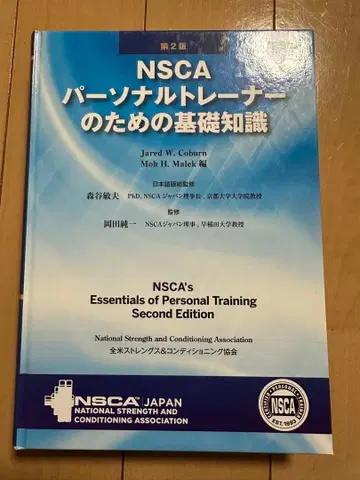 第2版
NSCA
パーソナルトレーナー
のための基礎知識
Jared W. Coburn
Moh H. Malek 編
日本語版総監修
森谷敏夫 PhD, NSCAジャパン理事長, 京都大学大学院教授
監修
岡田純一 NSCAジャパン理事, 早稲田大学教授
NSCA's
Essentials of Personal Training
Second Edition
National Strength and Conditioning Association
全米ストレングス&コンディショニング協会
NSCA JAPAN
NATIONAL STRENGTH AND
CONDITIONING ASSOCIATION
CERTIFIED · PERSONAL · TRAINER
NSCA
EST. 1993